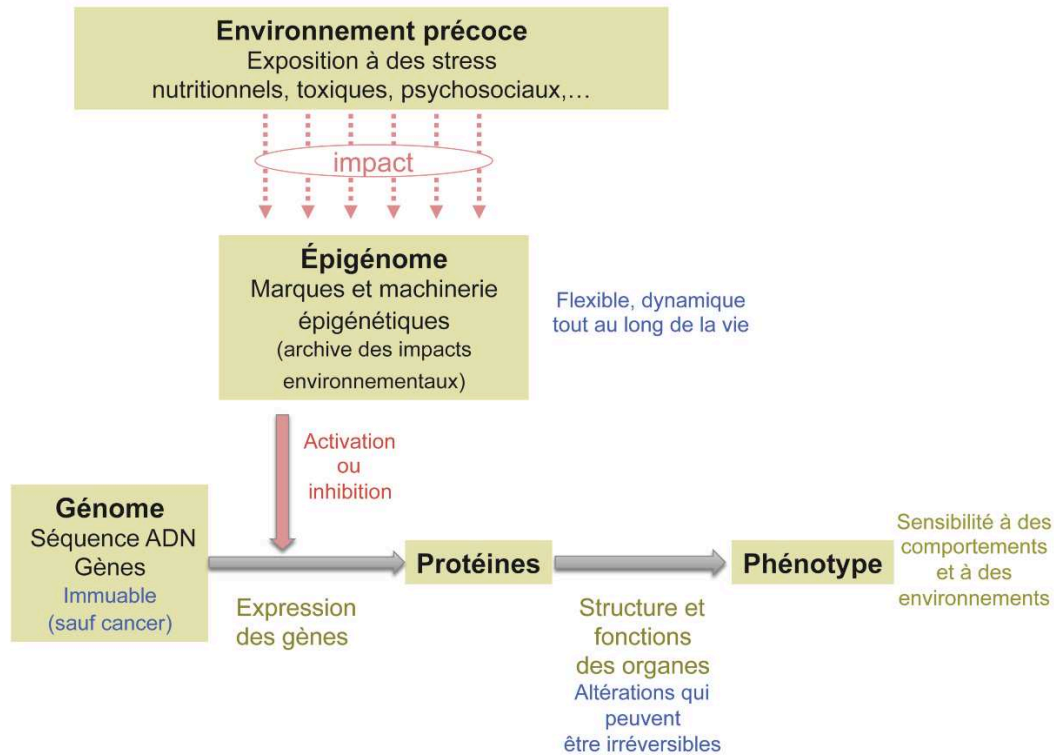 Environnement précoce
Exposition à des stress
nutritionnels, toxiques, psychosociaux,…
impact
Épigénome
Marques et machinerie
épigénétiques
(archive des impacts
environnementaux)
Flexible, dynamique
tout au long de la vie
Activation
ou
inhibition
Génome
Séquence ADN
Gènes
Immuable
(sauf cancer)
Expression
des gènes
Protéines
Structure et
fonctions
des organes
Altérations qui
peuvent
être irréversibles
Phénotype
Sensibilité à des
comportements
et à des
environnements